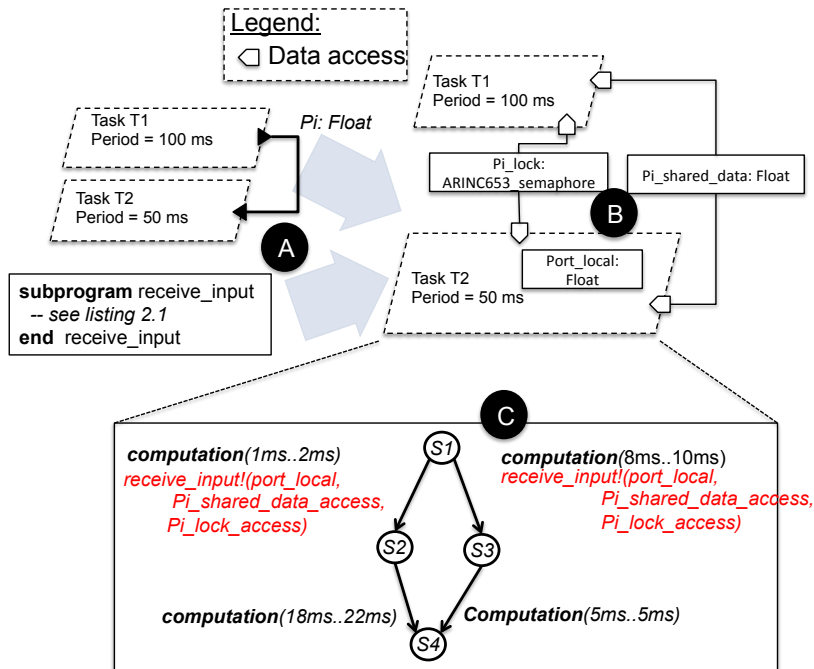 Legend:
Data access
Task T1
Period = 100 ms
Pi: Float
Task T2
Period = 50 ms
A
subprogram receive_input
-- see listing 2.1
end receive_input
Task T1
Period = 100 ms
Pi_lock:
ARINC653_semaphore
Pi_shared_data: Float
B
Task T2
Period = 50 ms
Port_local:
Float
C
computation(1ms..2ms)
receive_input!(port_local,
Pi_shared_data_access,
Pi_lock_access)
S1
computation(8ms..10ms)
receive_input!(port_local,
Pi_shared_data_access,
Pi_lock_access)
S2
S3
computation(18ms..22ms)
Computation(5ms..5ms)
S4